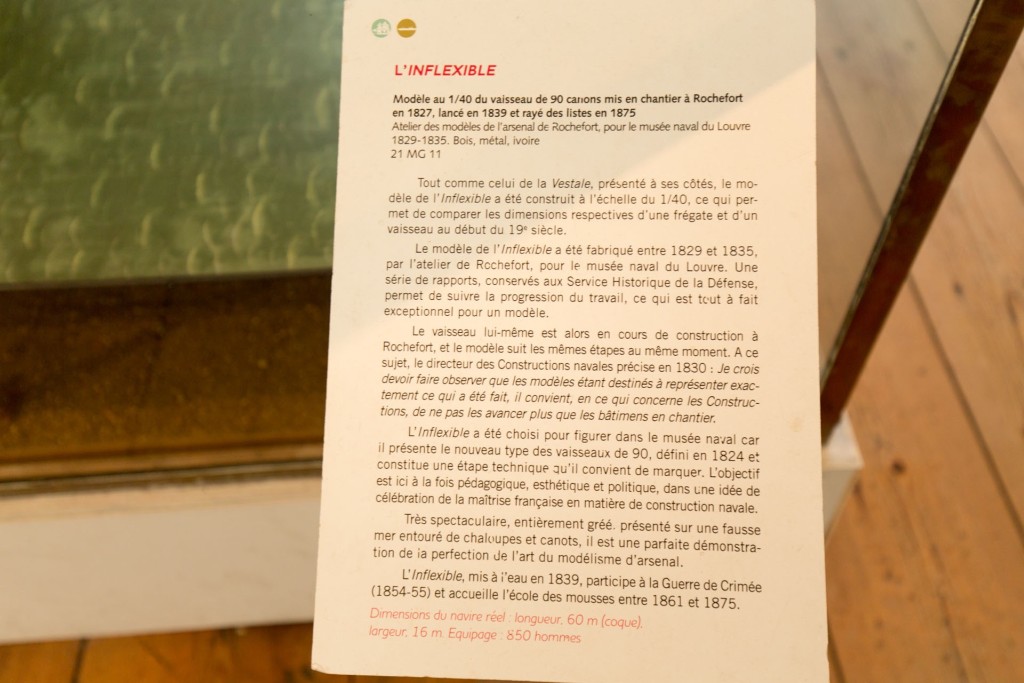 L'INFLEXIBLE
Modèle au 1/40 du vaisseau de 90 canons mis en chantier à Rochefort
en 1827, lancé en 1839 et rayé des listes en 1875
Atelier des modèles de l'arsenal de Rochefort, pour le musée naval du Louvre
1829-1835. Bois, métal, ivoire
21 MG 11
Tout comme celui de la Vestale, présenté à ses côtés, le mo-
dèle de l'Inflexible a été construit à l'échelle du 1/40, ce qui per-
met de comparer les dimensions respectives d'une frégate et d'un
vaisseau au début du 19e siècle.
Le modèle de l'Inflexible a été fabriqué entre 1829 et 1835,
par l'atelier de Rochefort, pour le musée naval du Louvre. Une
série de rapports, conservés aux Service Historique de la Défense,
permet de suivre la progression du travail, ce qui est tout à fait
exceptionnel pour un modèle.
Le vaisseau lui-même est alors en cours de construction à
Rochefort, et le modèle suit les mêmes étapes au même moment. A ce
sujet, le directeur des Constructions navales précise en 1830 : Je crois
devoir faire observer que les modèles étant destinés à représenter exac-
tement ce qui a été fait, il convient, en ce qui concerne les Construc-
tions, de ne pas les avancer plus que les bâtimens en chantier.
L'Inflexible a été choisi pour figurer dans le musée naval car
il présente le nouveau type des vaisseaux de 90, défini en 1824 et
constitue une étape technique qu'il convient de marquer. L'objectif
est ici à la fois pédagogique, esthétique et politique, dans une idée de
célébration de la maîtrise française en matière de construction navale.
Très spectaculaire, entièrement gréé, présenté sur une fausse
mer entouré de chaloupes et canots, il est une parfaite démonstra-
tion de la perfection de l'art du modélisme d'arsenal.
L'Inflexible, mis à l'eau en 1839, participe à la Guerre de Crimée
(1854-55) et accueille l'école des mousses entre 1861 et 1875.
Dimensions du navire réel : longueur, 60 m (coque),
largeur, 16 m. Equipage : 850 hommes